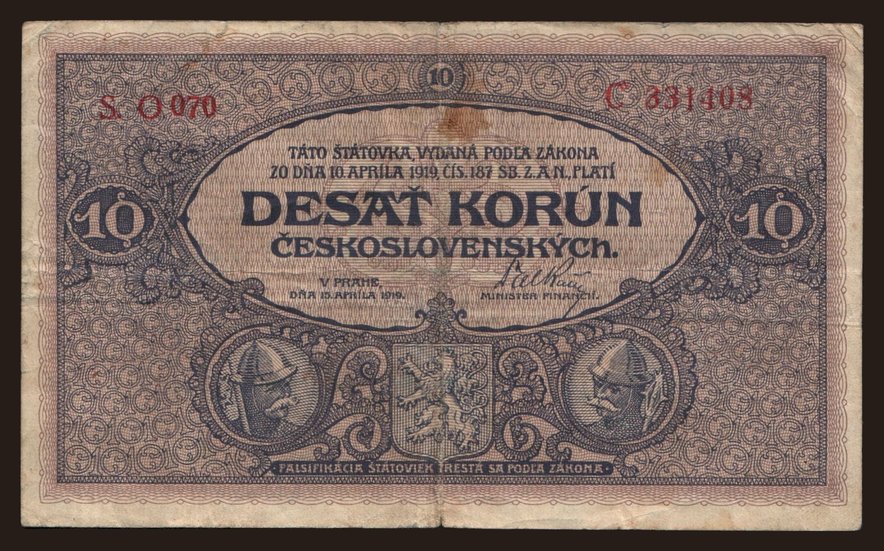 10
S. O 070
C 331408
TÁTO ŠTÁTOVKA, VYDANÁ PODĽA ZÁKONA
ZO DŇA 10. APRÍLA 1919, ČÍS. 187 SB. Z. A N., PLATÍ
10 DESAŤ KORÚN 10
ČESKOSLOVENSKÝCH.
V PRAHE,
DŇA 15. APRÍLA 1919.
MINISTER FINANCIÍ.
FALSIFIKÁCIA ŠTÁTOVIEK TRESTÁ SA PODĽA ZÁKONA.